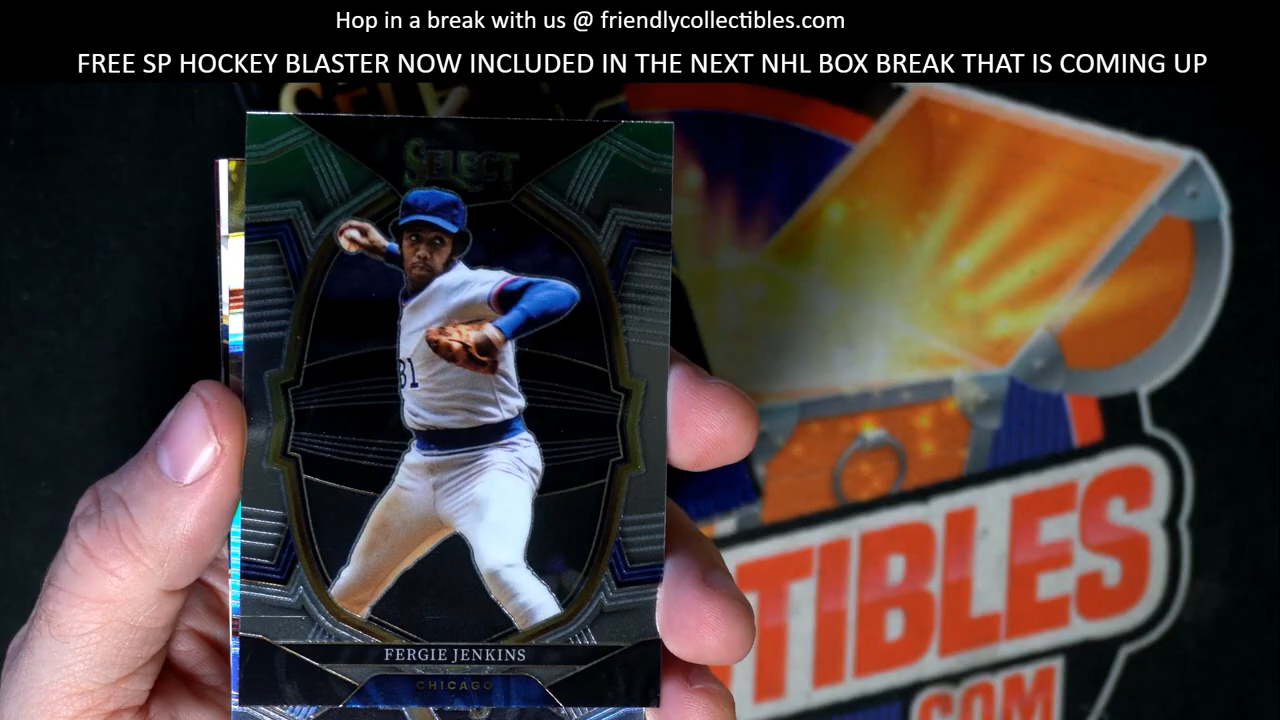 Hop in a break with us @ friendlycollectibles.com
FREE SP HOCKEY BLASTER NOW INCLUDED IN THE NEXT NHL BOX BREAK THAT IS COMING UP
SELECT
31
FERGIE JENKINS
CHICAGO
TIBLES
.COM